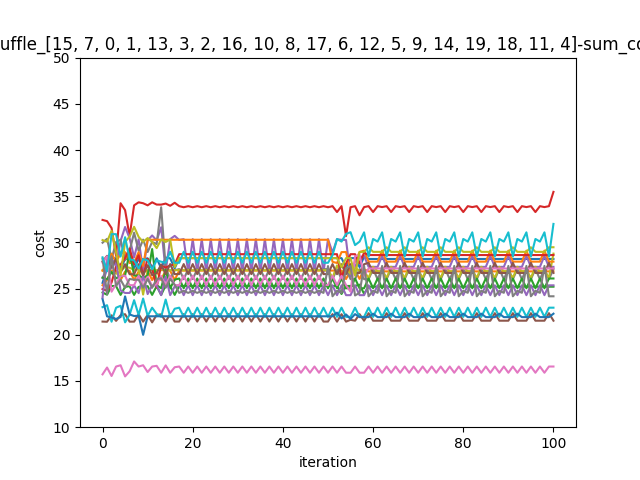 uffle_[15, 7, 0, 1, 13, 3, 2, 16, 10, 8, 17, 6, 12, 5, 9, 14, 19, 18, 11, 4]-sum_co
50
45
40
35
30
25
20
15
10
cost
0 20 40 60 80 100
iteration